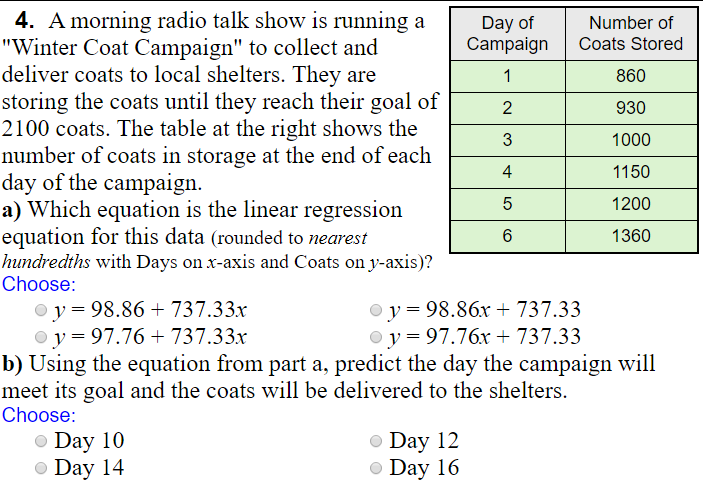 4. A morning radio talk show is running a
"Winter Coat Campaign" to collect and
deliver coats to local shelters. They are
storing the coats until they reach their goal of
2100 coats. The table at the right shows the
number of coats in storage at the end of each
day of the campaign.
Day of Campaign Number of Coats Stored
1 860
2 930
3 1000
4 1150
5 1200
6 1360
a) Which equation is the linear regression
equation for this data (rounded to nearest
hundredths with Days on x-axis and Coats on y-axis)?
Choose:
y = 98.86 + 737.33x y = 98.86x + 737.33
y = 97.76 + 737.33x y = 97.76x + 737.33
b) Using the equation from part a, predict the day the campaign will
meet its goal and the coats will be delivered to the shelters.
Choose:
Day 10 Day 12
Day 14 Day 16